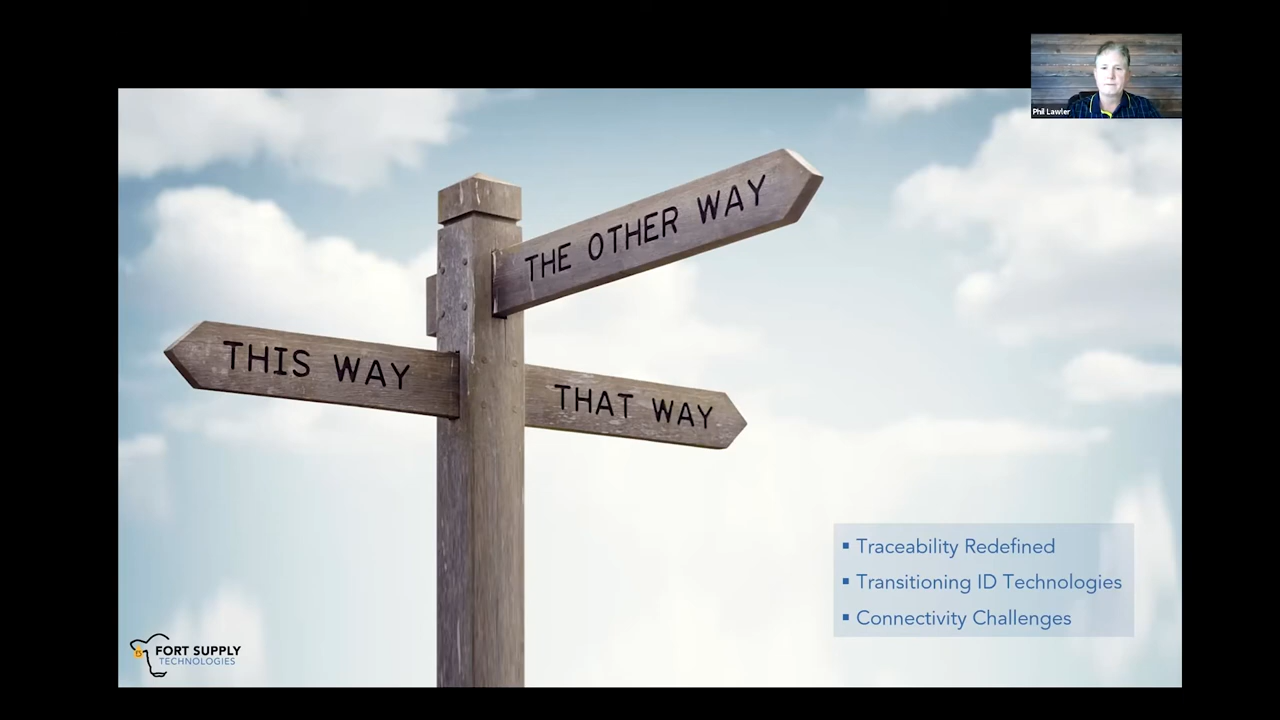 Phil Lawler
THE OTHER WAY
THIS WAY
THAT WAY
▪ Traceability Redefined
▪ Transitioning ID Technologies
▪ Connectivity Challenges
FORT SUPPLY
TECHNOLOGIES